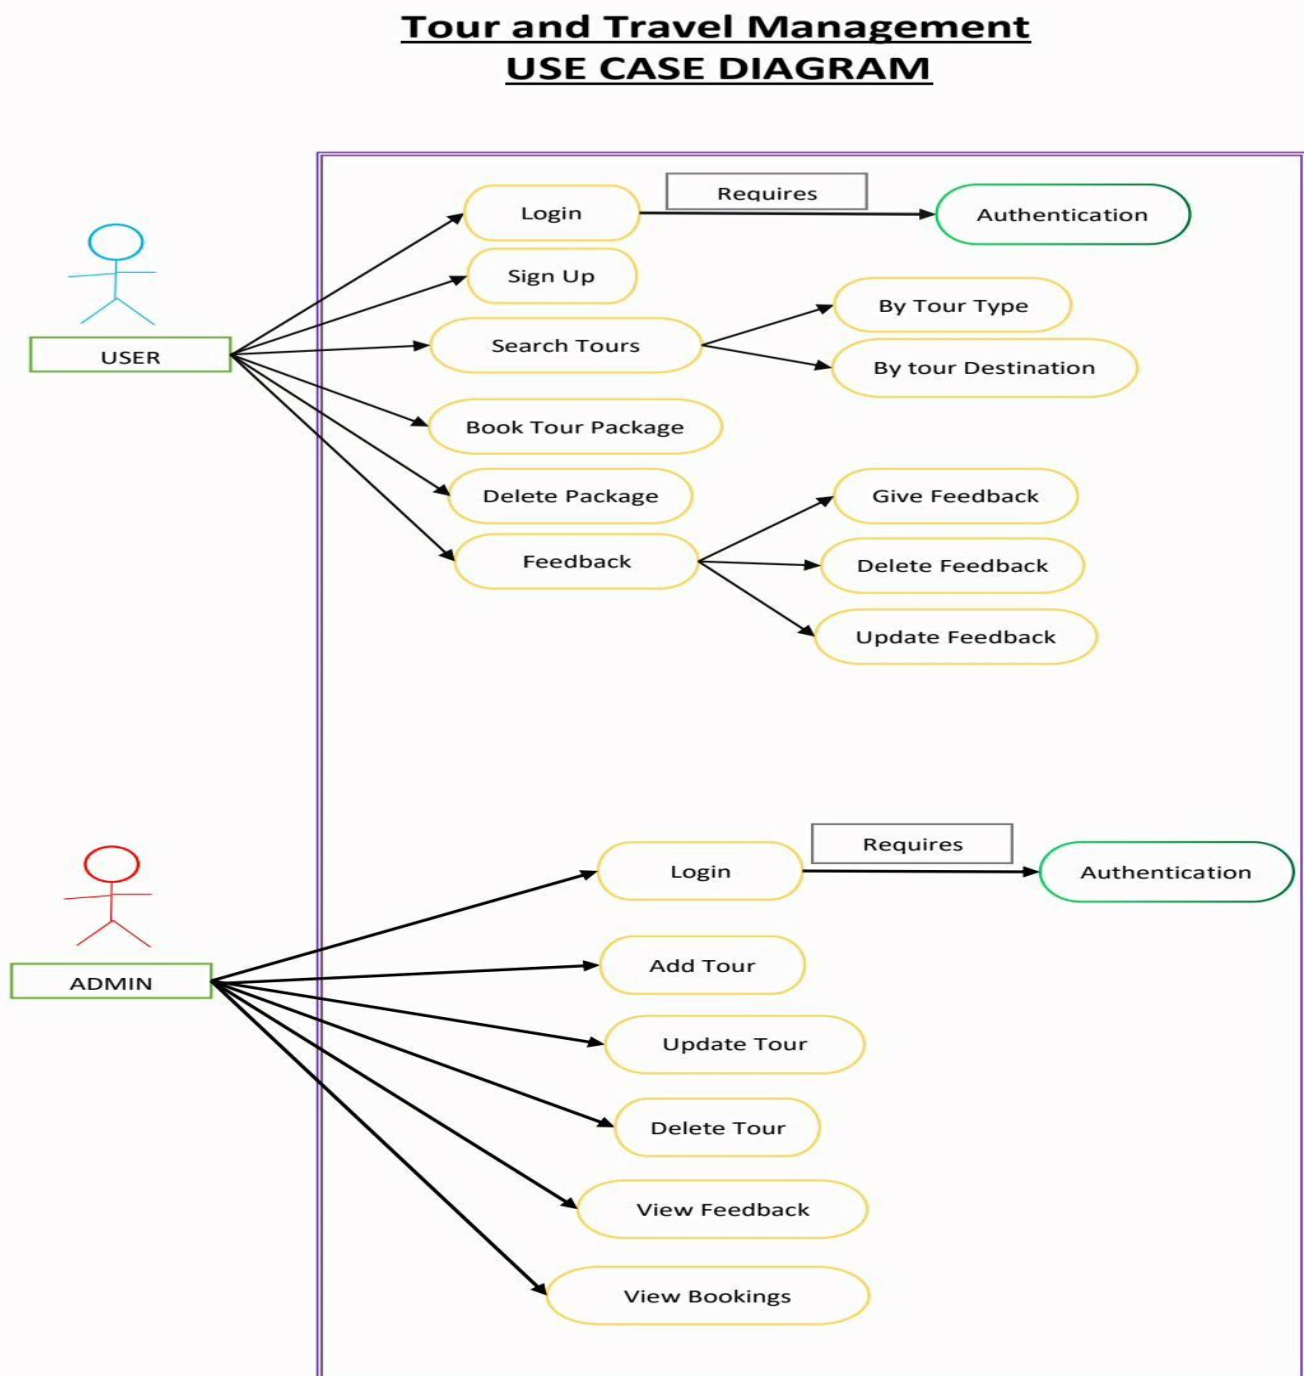 Tour and Travel Management
USE CASE DIAGRAM
Login
Requires
Authentication
Sign Up
USER
Search Tours
By Tour Type
By tour Destination
Book Tour Package
Delete Package
Feedback
Give Feedback
Delete Feedback
Update Feedback
ADMIN
Login
Requires
Authentication
Add Tour
Update Tour
Delete Tour
View Feedback
View Bookings